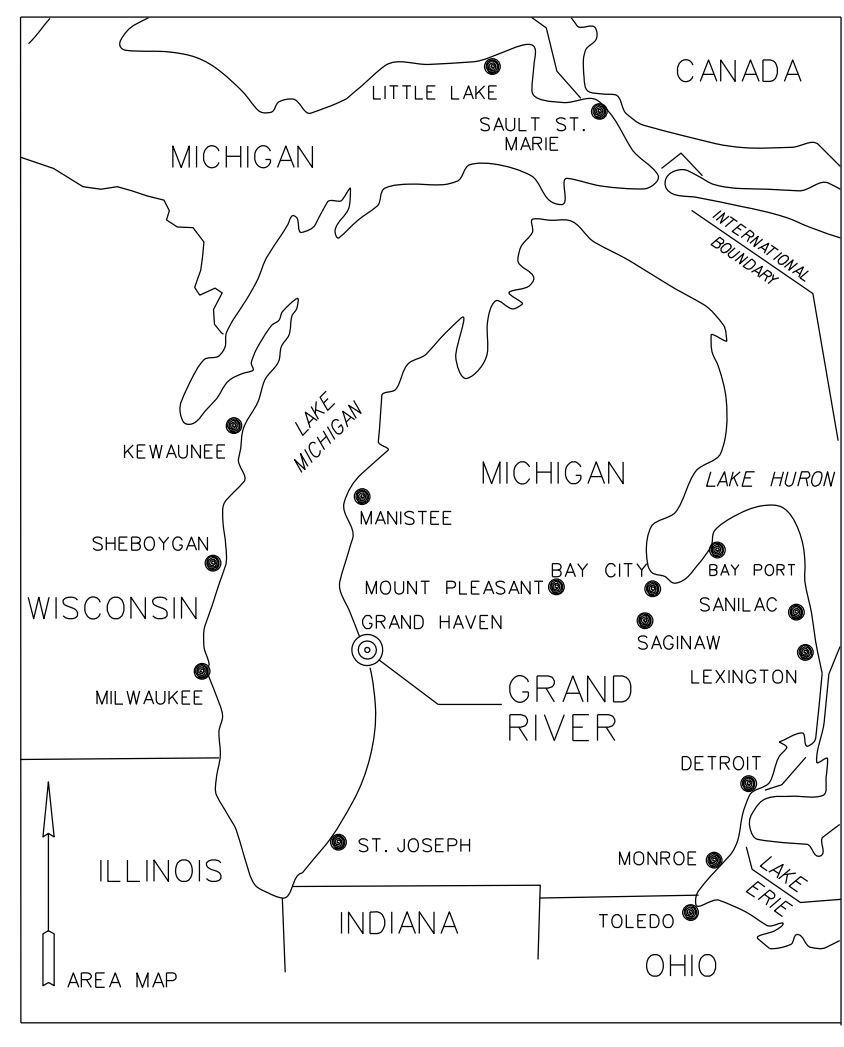 CANADA
LITTLE LAKE
SAULT ST.
MARIE
MICHIGAN
INTERNATIONAL
BOUNDARY
LAKE
MICHIGAN
KEWAUNEE
MICHIGAN
LAKE HURON
MANISTEE
SHEBOYGAN
BAY CITY
BAY PORT
MOUNT PLEASANT
WISCONSIN
SANILAC
GRAND HAVEN
SAGINAW
LEXINGTON
MILWAUKEE
GRAND
RIVER
DETROIT
ST. JOSEPH
MONROE
ILLINOIS
LAKE
ERIE
INDIANA
TOLEDO
OHIO
AREA MAP